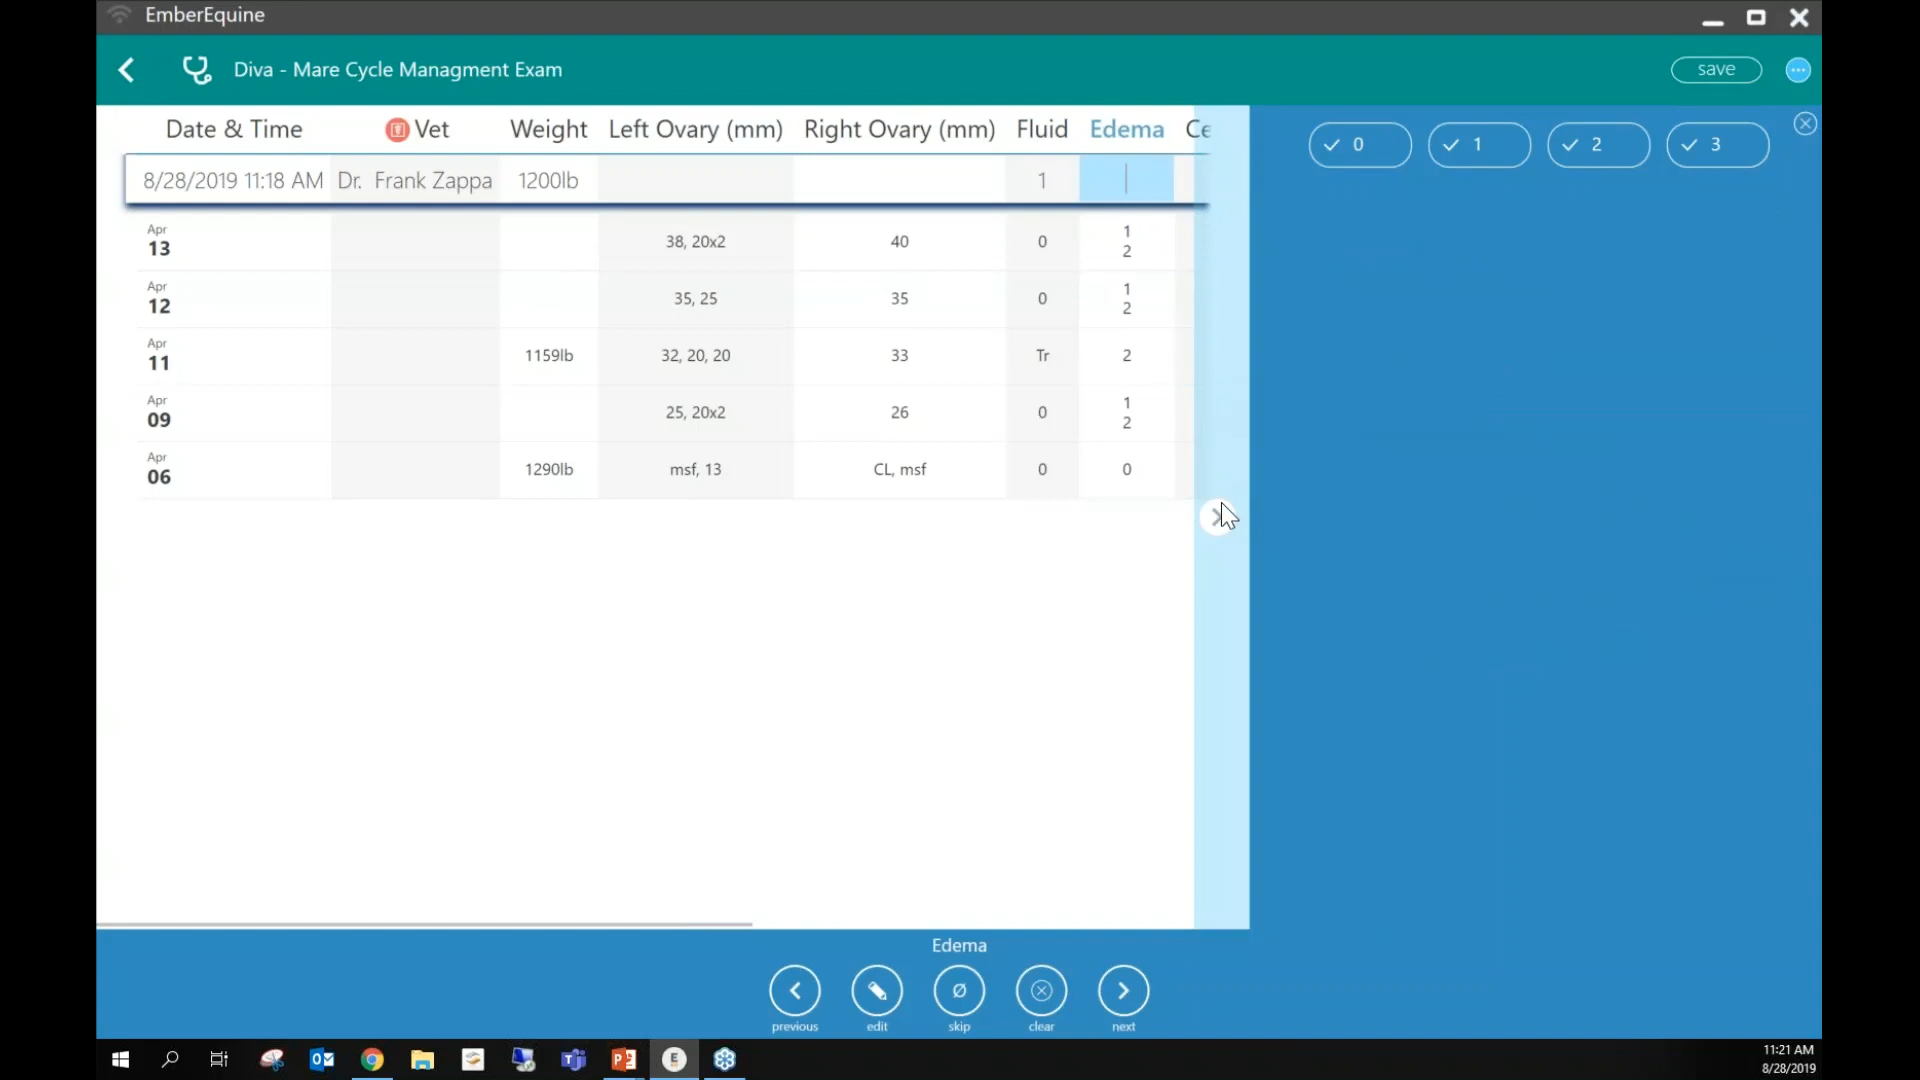 EmberEquine
Diva - Mare Cycle Managment Exam
save
Date & Time Vet Weight Left Ovary (mm) Right Ovary (mm) Fluid Edema Ce
8/28/2019 11:18 AM Dr. Frank Zappa 1200lb 1
Apr
13
38, 20x2 40 0 1
2
Apr
12
35, 25 35 0 1
2
Apr
11
1159lb 32, 20, 20 33 Tr 2
Apr
09
25, 20x2 26 0 1
2
Apr
06
1290lb msf, 13 CL, msf 0 0
0 1 2 3
Edema
previous edit skip clear next
11:21 AM
8/28/2019